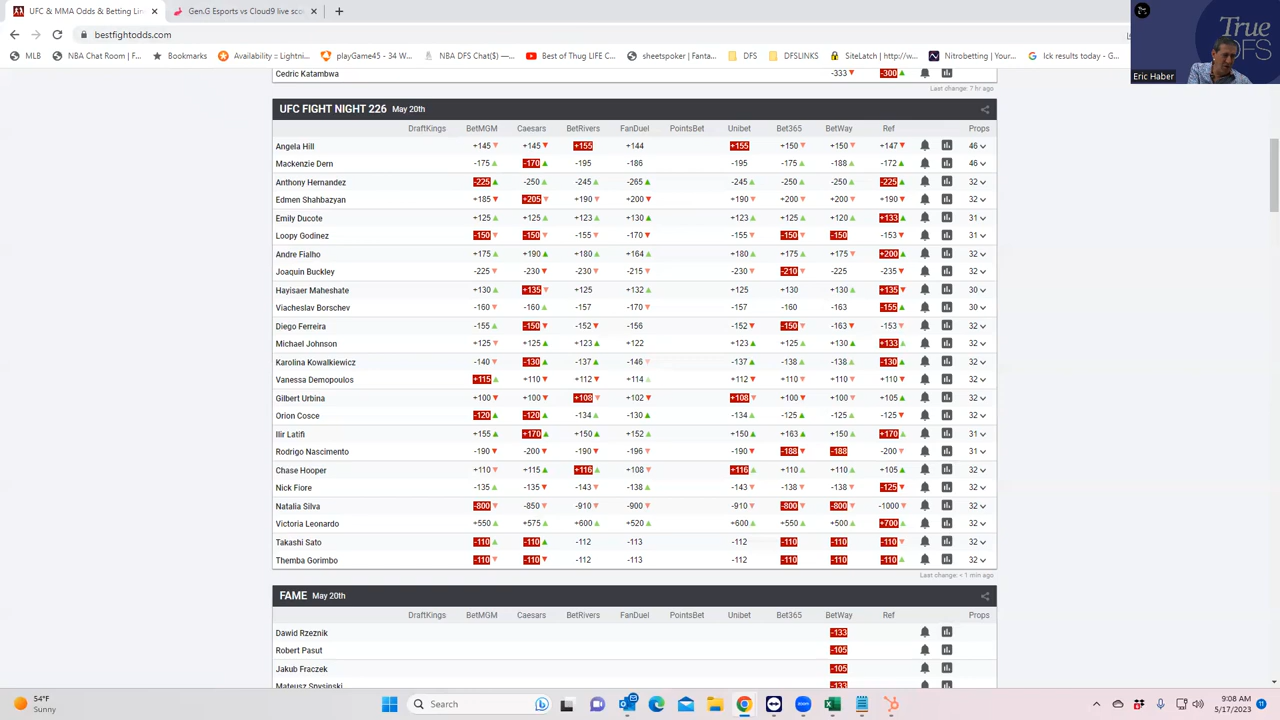 UFC & MMA Odds & Betting Line
Gen.G Esports vs Cloud9 live sco
bestfightodds.com
MLB NBA Chat Room / F... Bookmarks Availability :: Lightni... playGame45 - 34 W... NBA DFS Chat($) —... Best of Thug LIFE C... sheetspoker | Fanta... DFS DFSLINKS SiteLatch | http://w... Nitrobetting | Your... Ick results today - G...
True
DFS
Eric Haber
Cedric Katambwa -333 -300
Last change: 7 hr ago
UFC FIGHT NIGHT 226 May 20th
DraftKings BetMGM Caesars BetRivers FanDuel PointsBet Unibet Bet365 BetWay Ref Props
Angela Hill +145 +145 +155 +144 +155 +150 +150 +147 46
Mackenzie Dern -175 -170 -195 -186 -195 -175 -188 -172 46
Anthony Hernandez -225 -250 -245 -265 -245 -250 -250 -225 32
Edmen Shahbazyan +185 +205 +190 +200 +190 +200 +200 +190 32
Emily Ducote +125 +125 +123 +130 +123 +125 +120 +133 31
Loopy Godinez -150 -150 -155 -170 -155 -150 -150 -153 31
Andre Fialho +175 +190 +180 +164 +180 +175 +175 +200 32
Joaquin Buckley -225 -230 -230 -215 -230 -210 -225 -235 32
Hayisaer Maheshate +130 +135 +125 +132 +125 +130 +130 +135 30
Viacheslav Borschev -160 -160 -157 -170 -157 -160 -163 -155 30
Diego Ferreira -155 -150 -152 -156 -152 -150 -163 -153 32
Michael Johnson +125 +125 +123 +122 +123 +125 +130 +133 32
Karolina Kowalkiewicz -140 -130 -137 -146 -137 -138 -138 -130 32
Vanessa Demopoulos +115 +110 +112 +114 +112 +110 +110 +110 32
Gilbert Urbina +100 +100 +108 +102 +108 +100 +100 +105 32
Orion Cosce -120 -120 -134 -130 -134 -125 -125 -125 32
Ilir Latifi +155 +170 +150 +152 +150 +163 +150 +170 31
Rodrigo Nascimento -190 -200 -190 -196 -190 -188 -188 -200 31
Chase Hooper +110 +115 +116 +108 +116 +110 +110 +105 32
Nick Fiore -135 -135 -143 -138 -143 -138 -138 -125 32
Natalia Silva -800 -850 -910 -900 -910 -800 -800 -1000 32
Victoria Leonardo +550 +575 +600 +520 +600 +550 +500 +700 32
Takashi Sato -110 -110 -112 -113 -112 -110 -110 -110 32
Themba Gorimbo -110 -110 -112 -113 -112 -110 -110 -110 32
Last change: < 1 min ago
FAME May 20th
DraftKings BetMGM Caesars BetRivers FanDuel PointsBet Unibet Bet365 BetWay Ref Props
Dawid Rzeznik -133
Robert Pasut -105
Jakub Fraczek -105
Mateusz Spysinski -133
54°F
Sunny
Search
9:08 AM
5/17/2023
11